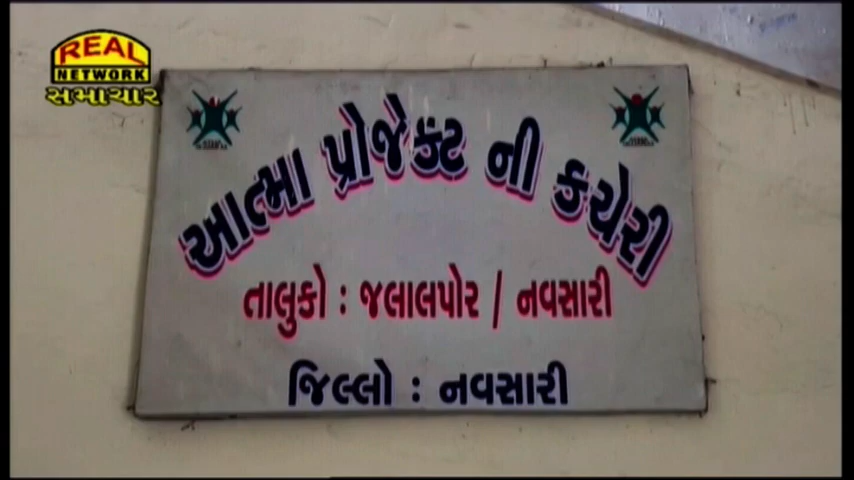 REAL
NETWORK
સમાચાર
આત્મા પ્રોજેક્ટ ની કચેરી
તાલુકો : જલાલપોર / નવસારી
જિલ્લો : નવસારી